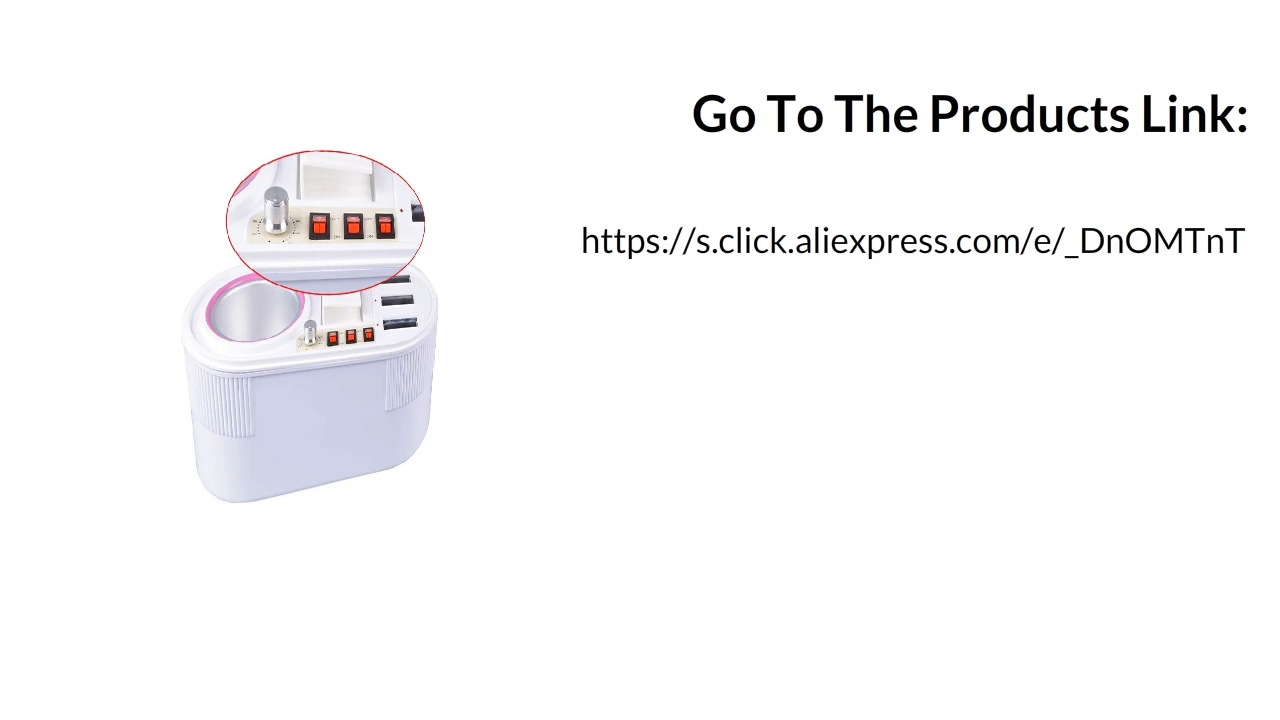 Go To The Products Link:
https://s.click.aliexpress.com/e/_DnOMTnT